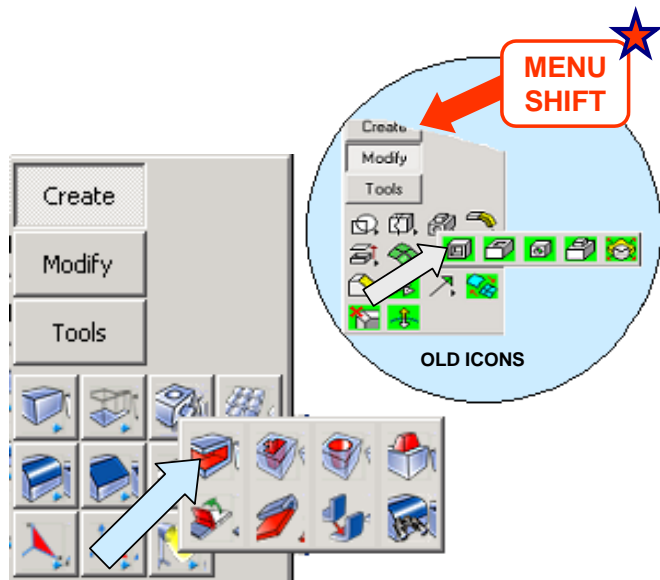 MENU
SHIFT
Create
Modify
Tools
OLD ICONS
Create
Modify
Tools